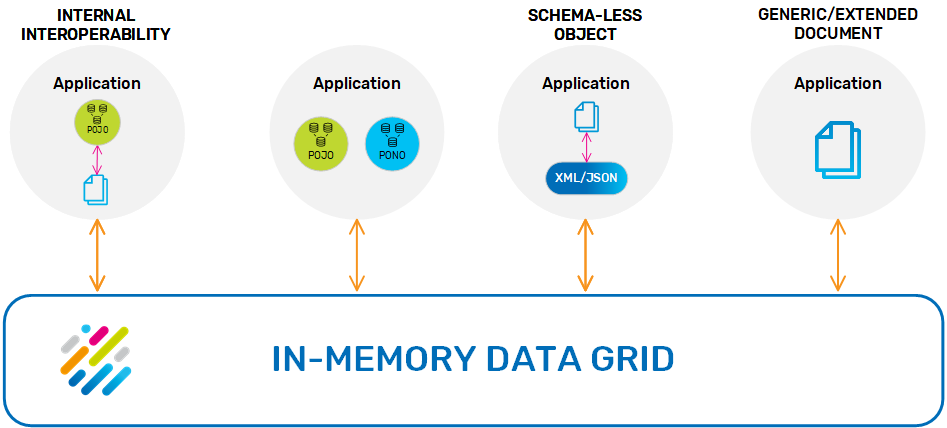 INTERNAL
INTEROPERABILITY
SCHEMA-LESS
OBJECT
GENERIC/EXTENDED
DOCUMENT
Application
Application
Application
Application
POJO
POJO
PONO
XML/JSON
IN-MEMORY DATA GRID